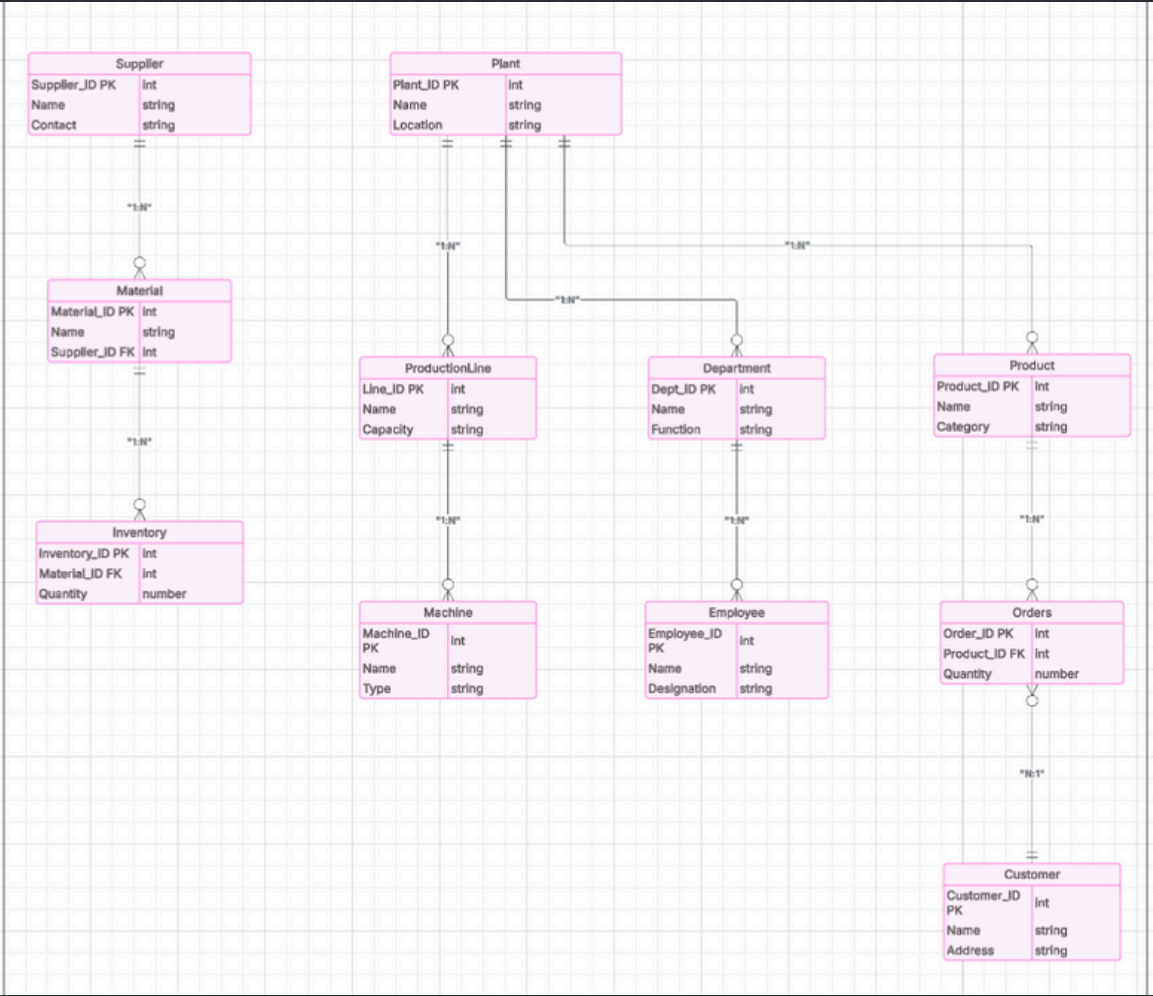 Supplier
Supplier_ID PK int
Name string
Contact string
Plant
Plant_ID PK int
Name string
Location string
"1:N"
"1:N"
"1:N"
"1:N"
Material
Material_ID PK int
Name string
Supplier_ID FK int
ProductionLine
Line_ID PK int
Name string
Capacity string
Department
Dept_ID PK int
Name string
Function string
Product
Product_ID PK int
Name string
Category string
"1:N"
"1:N"
"1:N"
"1:N"
Inventory
Inventory_ID PK int
Material_ID FK int
Quantity number
Machine
Machine_ID
PK int
Name string
Type string
Employee
Employee_ID
PK int
Name string
Designation string
Orders
Order_ID PK int
Product_ID FK int
Quantity number
"N:1"
Customer
Customer_ID
PK int
Name string
Address string